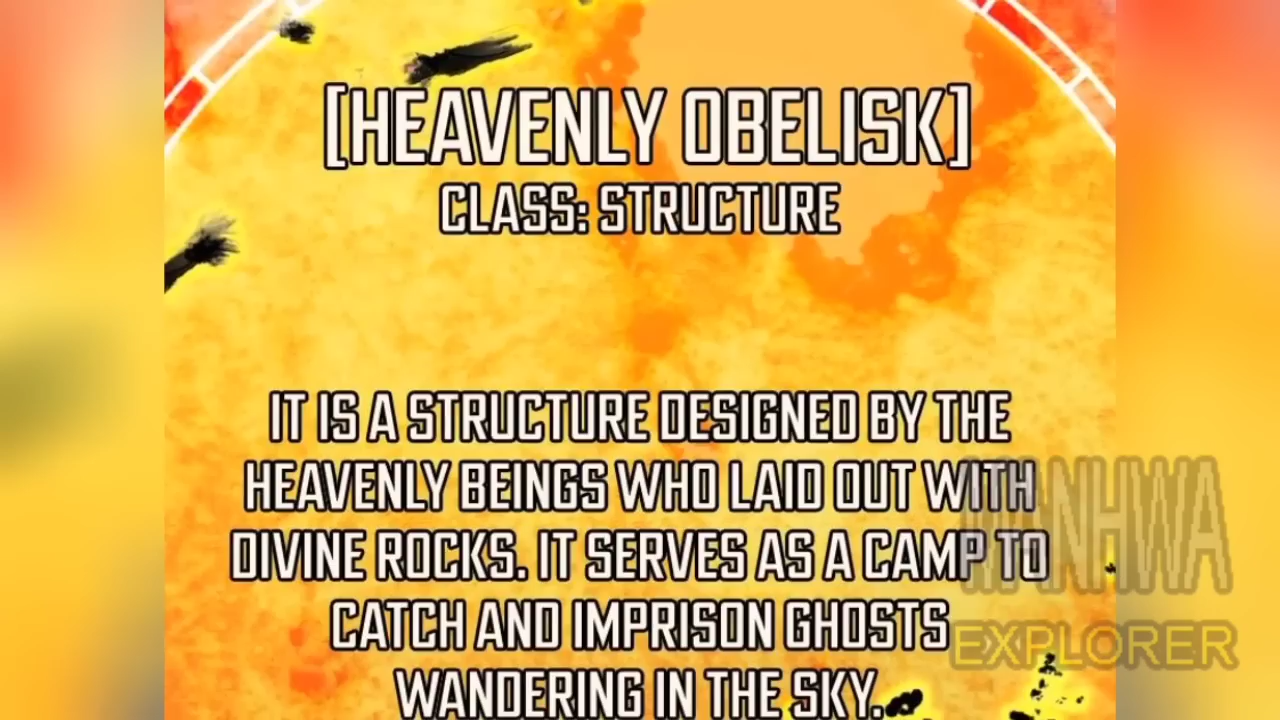 [HEAVENLY OBELISK]
CLASS: STRUCTURE
IT IS A STRUCTURE DESIGNED BY THE
HEAVENLY BEINGS WHO LAID OUT WITH
DIVINE ROCKS. IT SERVES AS A CAMP TO
CATCH AND IMPRISON GHOSTS
WANDERING IN THE SKY.
MANHWA
EXPLORER